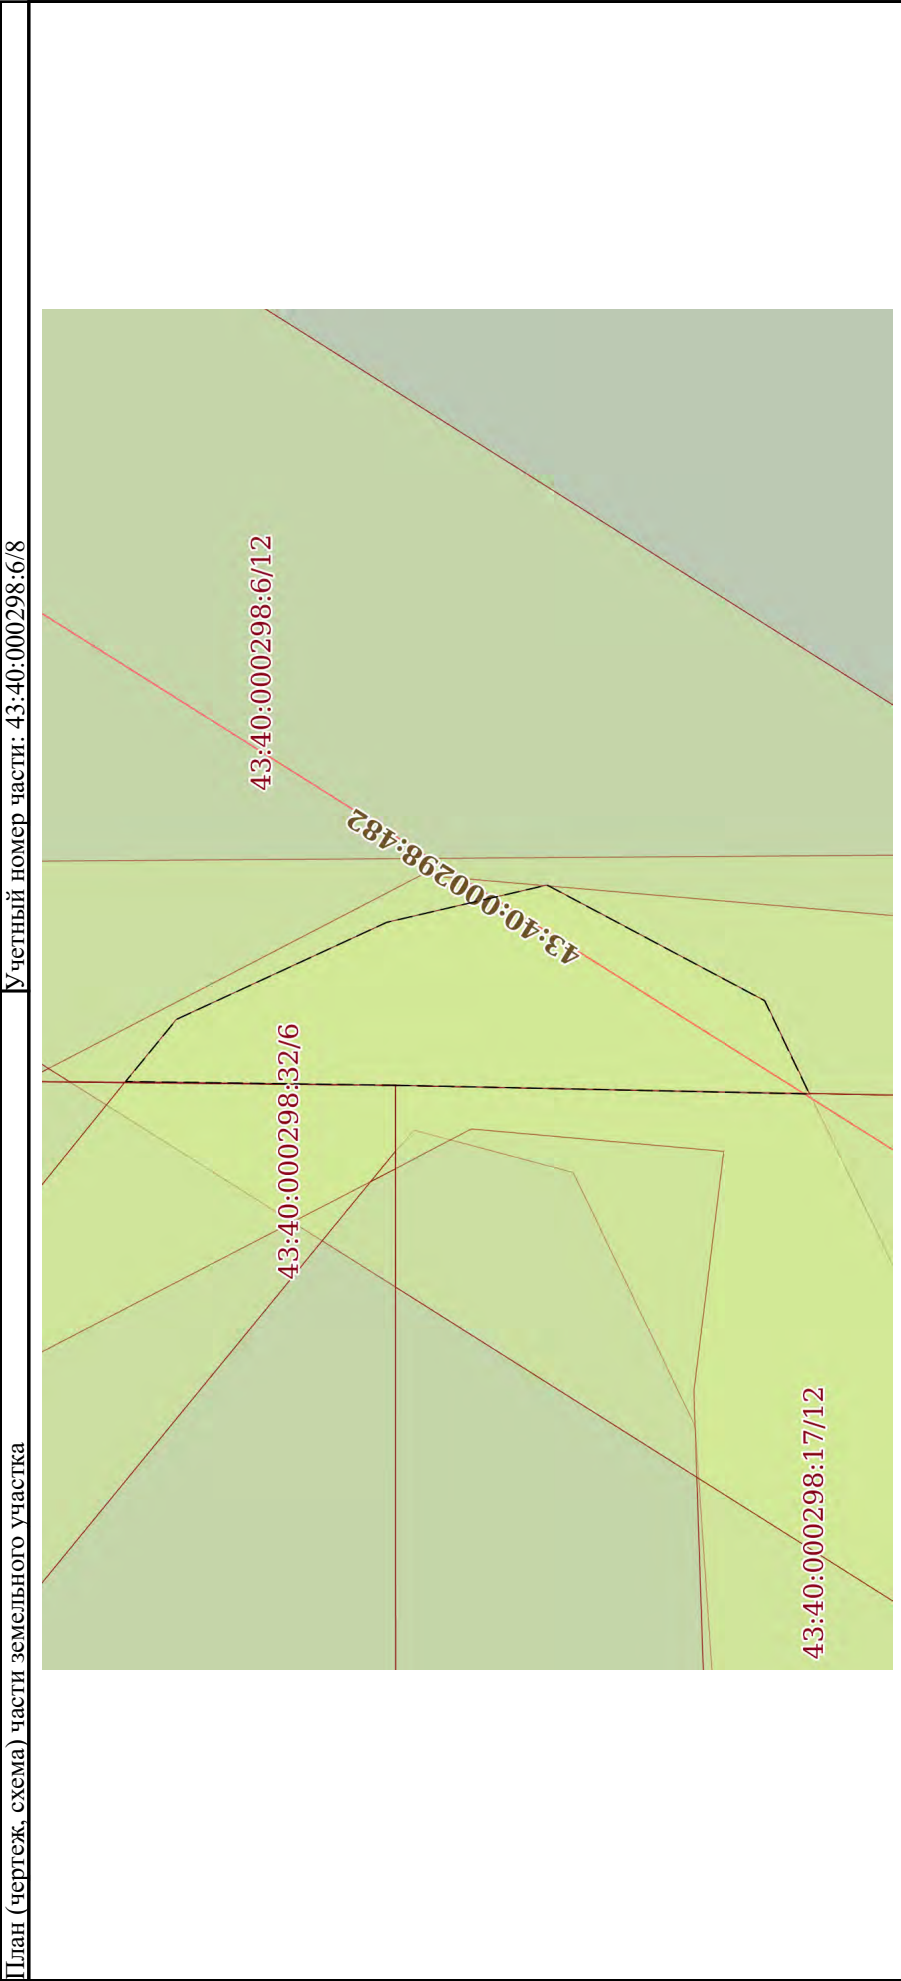 План (чертеж, схема) части земельного участка
Учетный номер части: 43:40:000298:6/8
43:40:000298:6/12
43:40:000298:482
43:40:000298:32/6
43:40:000298:17/12